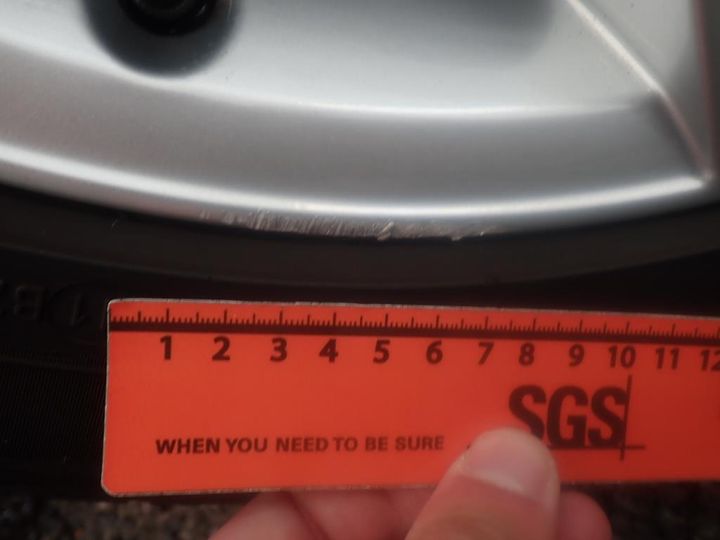 1 2 3 4 5 6 7 8 9 10 11 12
SGS
WHEN YOU NEED TO BE SURE